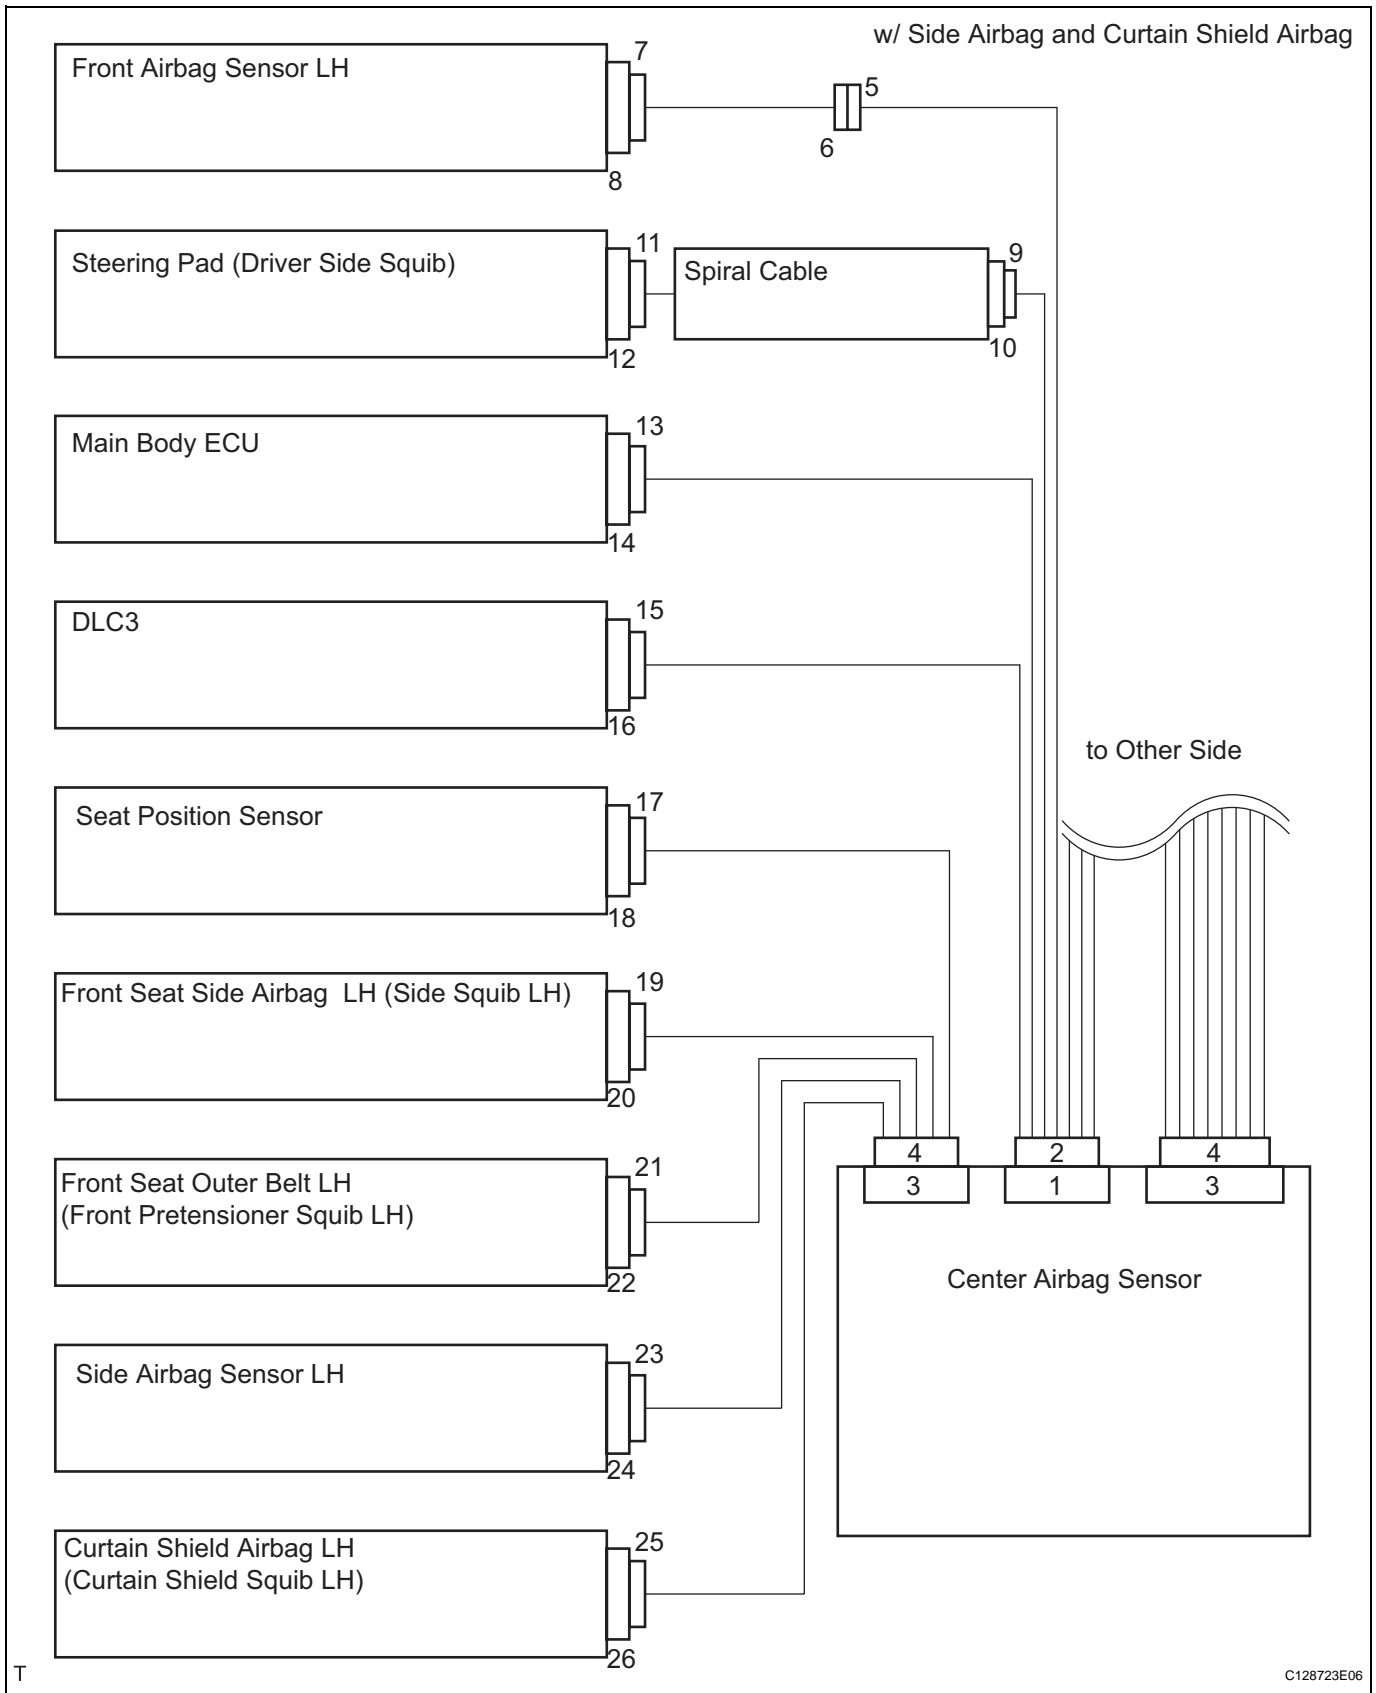 w/ Side Airbag and Curtain Shield Airbag
Front Airbag Sensor LH
7
8
5
6
Steering Pad (Driver Side Squib)
11
12
Spiral Cable
9
10
Main Body ECU
13
14
DLC3
15
16
to Other Side
Seat Position Sensor
17
18
Front Seat Side Airbag LH (Side Squib LH)
19
20
Front Seat Outer Belt LH
(Front Pretensioner Squib LH)
21
22
4 2 4
3 1 3
Center Airbag Sensor
Side Airbag Sensor LH
23
24
Curtain Shield Airbag LH
(Curtain Shield Squib LH)
25
26
T
C128723E06